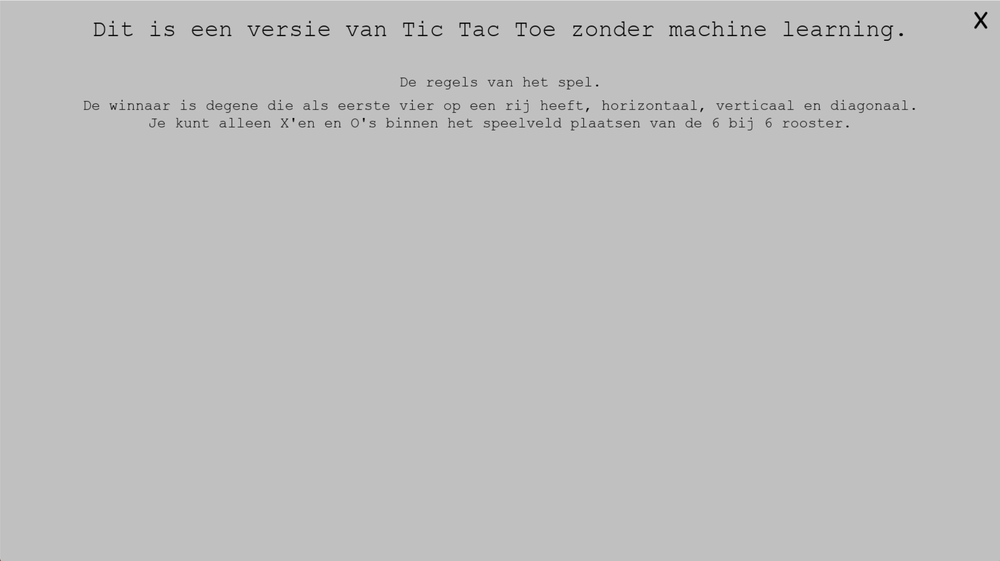 X
Dit is een versie van Tic Tac Toe zonder machine learning.
De regels van het spel.
De winnaar is degene die als eerste vier op een rij heeft, horizontaal, verticaal en diagonaal.
Je kunt alleen X'en en O's binnen het speelveld plaatsen van de 6 bij 6 rooster.